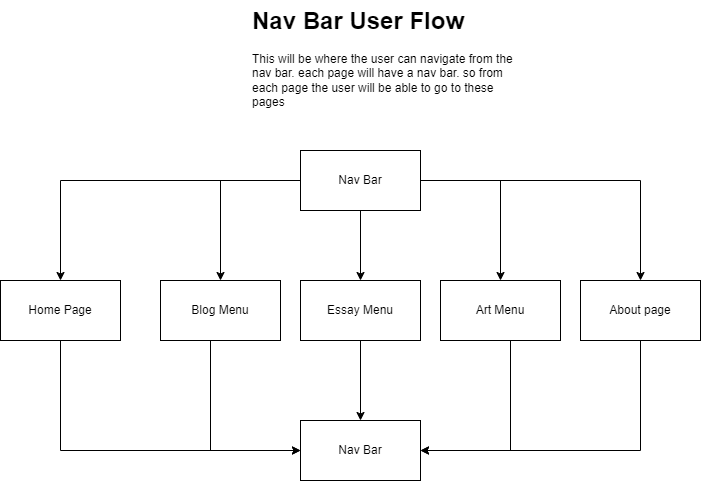 Nav Bar User Flow
This will be where the user can navigate from the
nav bar. each page will have a nav bar. so from
each page the user will be able to go to these
pages
Nav Bar
Home Page
Blog Menu
Essay Menu
Art Menu
About page
Nav Bar